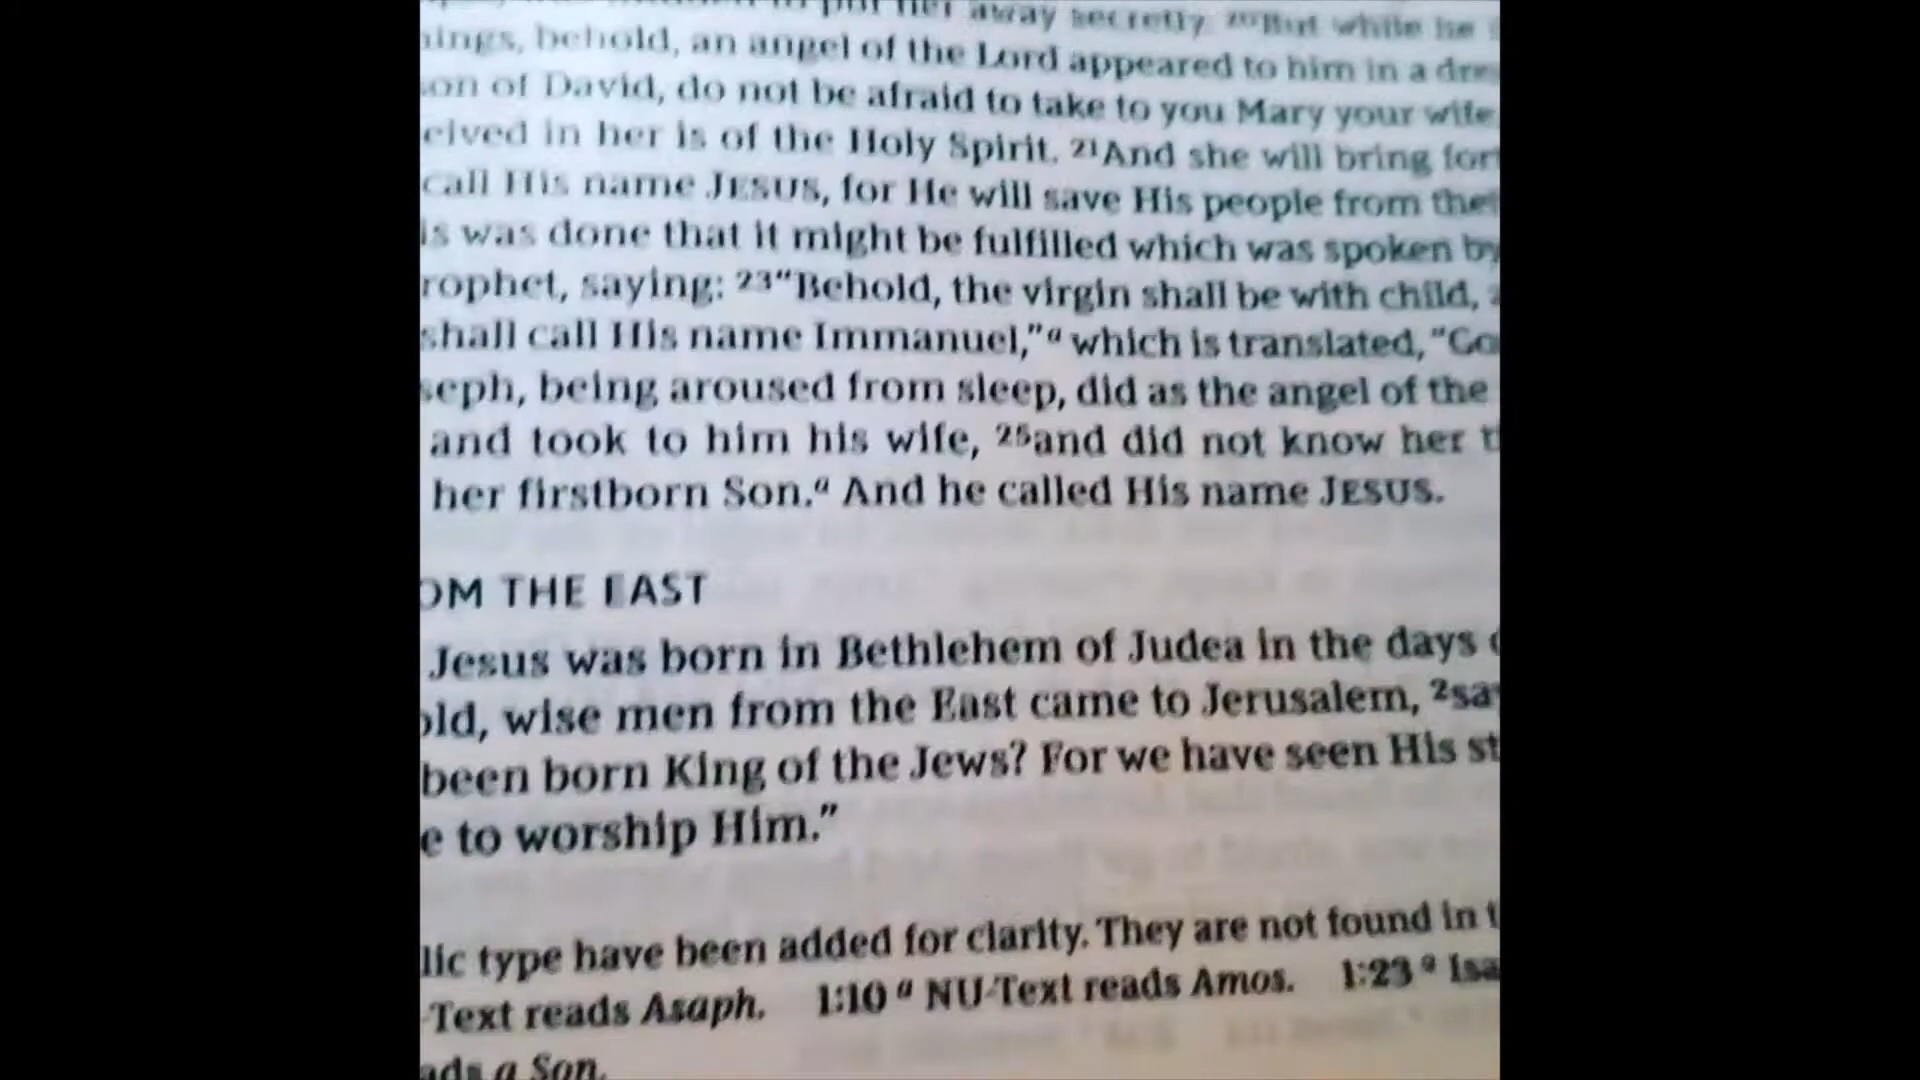 put her away secretly. ²⁰But while he
ings, behold, an angel of the Lord appeared to him in a dre
on of David, do not be afraid to take to you Mary your wife
eived in her is of the Holy Spirit. ²¹And she will bring for
call His name JESUS, for He will save His people from thei
is was done that it might be fulfilled which was spoken by
rophet, saying: ²³"Behold, the virgin shall be with child,
shall call His name Immanuel,"ᵃ which is translated, "Go
seph, being aroused from sleep, did as the angel of the
and took to him his wife, ²⁵and did not know her t
her firstborn Son.ᵃ And he called His name JESUS.
OM THE EAST
Jesus was born in Bethlehem of Judea in the days o
old, wise men from the East came to Jerusalem, ²sa
been born King of the Jews? For we have seen His st
e to worship Him."
lic type have been added for clarity. They are not found in t
-Text reads Asaph. 1:10 ᵃ NU-Text reads Amos. 1:23 ᵃ Isa
ads a Son.